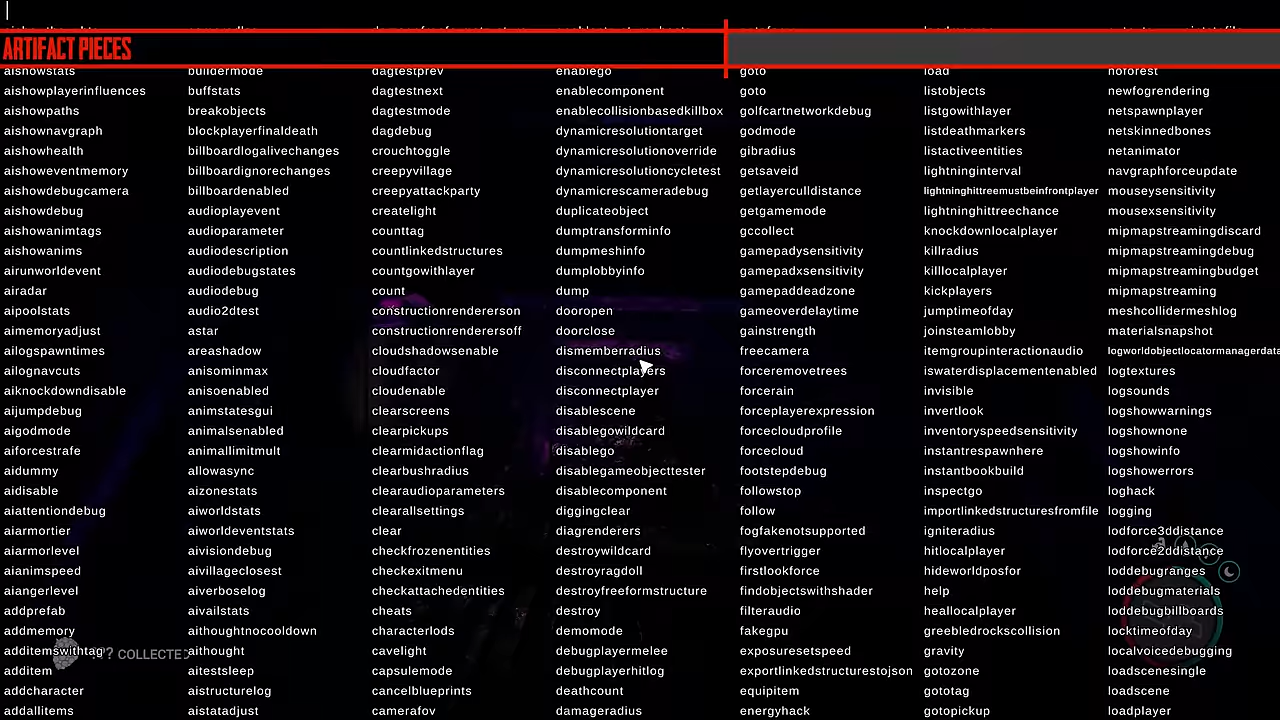 ARTIFACT PIECES
aishowstats buildermode dagtestprev enablego goto load noforest
aishowplayerinfluences buffstats dagtestnext enablecomponent goto listobjects newfogrendering
aishowpaths breakobjects dagtestmode enablecollisionbasedkillbox golfcartnetworkdebug listgowithlayer netspawnplayer
aishownavgraph blockplayerfinaldeath dagdebug dynamicresolutiontarget godmode listdeathmarkers netskinnedbones
aishowhealth billboardlogalivechanges crouchtoggle dynamicresolutionoverride gibradius listactiveentities netanimator
aishoweventmemory billboardignorechanges creepyvillage dynamicresolutioncycletest getsaveid lightninginterval navgraphforceupdate
aishowdebugcamera billboardenabled creepyattackparty dynamicrescameradebug getlayerculldistance lightninghittreemustbeinfrontplayer mouseysensitivity
aishowdebug audioplayevent createlight duplicateobject getgamemode lightninghittreechance mousexsensitivity
aishowanimtags audioparameter counttag dumptransforminfo gccollect knockdownlocalplayer mipmapstreamingdiscard
aishowanims audiodescription countlinkedstructures dumpmeshinfo gamepadysensitivity killradius mipmapstreamingdebug
airunworldevent audiodebugstates countgowithlayer dumplobbyinfo gamepadxsensitivity killlocalplayer mipmapstreamingbudget
airadar audiodebug count dump gamepaddeadzone kickplayers mipmapstreaming
aipoolstats audio2dtest constructionrendererson dooropen gameoverdelaytime jumptimeofday meshcollidermeshlog
aimemoryadjust astar constructionrenderersoff doorclose gainstrength joinsteamlobby materialsnapshot
ailogspawntimes areashadow cloudshadowsenable dismemberradius freecamera itemgroupinteractionaudio logworldobjectlocatormanagerdata
ailognavcuts anisominmax cloudfactor disconnectplayers forceremovetrees iswaterdisplacementenabled logtextures
aiknockdowndisable anisoenabled cloudenable disconnectplayer forcerain invisible logsounds
aijumpdebug animstatesgui clearscreens disablescene forceplayerexpression invertlook logshowwarnings
aigodmode animalsenabled clearpickups disablegowildcard forcecloudprofile inventoryspeedsensitivity logshownone
aiforcestrafe animallimitmult clearmidactionflag disablego forcecloud instantrespawnhere logshowinfo
aidummy allowasync clearbushradius disablegameobjecttester footstepdebug instantbookbuild logshowerrors
aidisable aizonestats clearaudioparameters disablecomponent followstop inspectgo loghack
aiattentiondebug aiworldstats clearallsettings diggingclear follow importlinkedstructuresfromfile logging
aiarmortier aiworldeventstats clear diagrenderers fogfakenotsupported igniteradius lodforce3ddistance
aiarmorlevel aivisiondebug checkfrozenentities destroywildcard flyovertrigger hitlocalplayer lodforce2ddistance
aianimspeed aivillageclosest checkexitmenu destroyragdoll firstlookforce hideworldposfor loddebugranges
aiangerlevel aiverboselog checkattachedentities destroyfreeformstructure findobjectswithshader help loddebugmaterials
addprefab aivailstats cheats destroy filteraudio heallocalplayer loddebugbillboards
addmemory aithoughtnocooldown characterlods demomode fakegpu greebledrockscollision locktimeofday
additemswithtag aithought cavelight debugplayermelee exposuresetspeed gravity localvoicedebugging
?? COLLECTED
additem aitestsleep capsulemode debugplayerhitlog exportlinkedstructurestojson gotozone loadscenesingle
addcharacter aistructurelog cancelblueprints deathcount equipitem gototag loadscene
addallitems aistatadjust camerafov damageradius energyhack gotopickup loadplayer